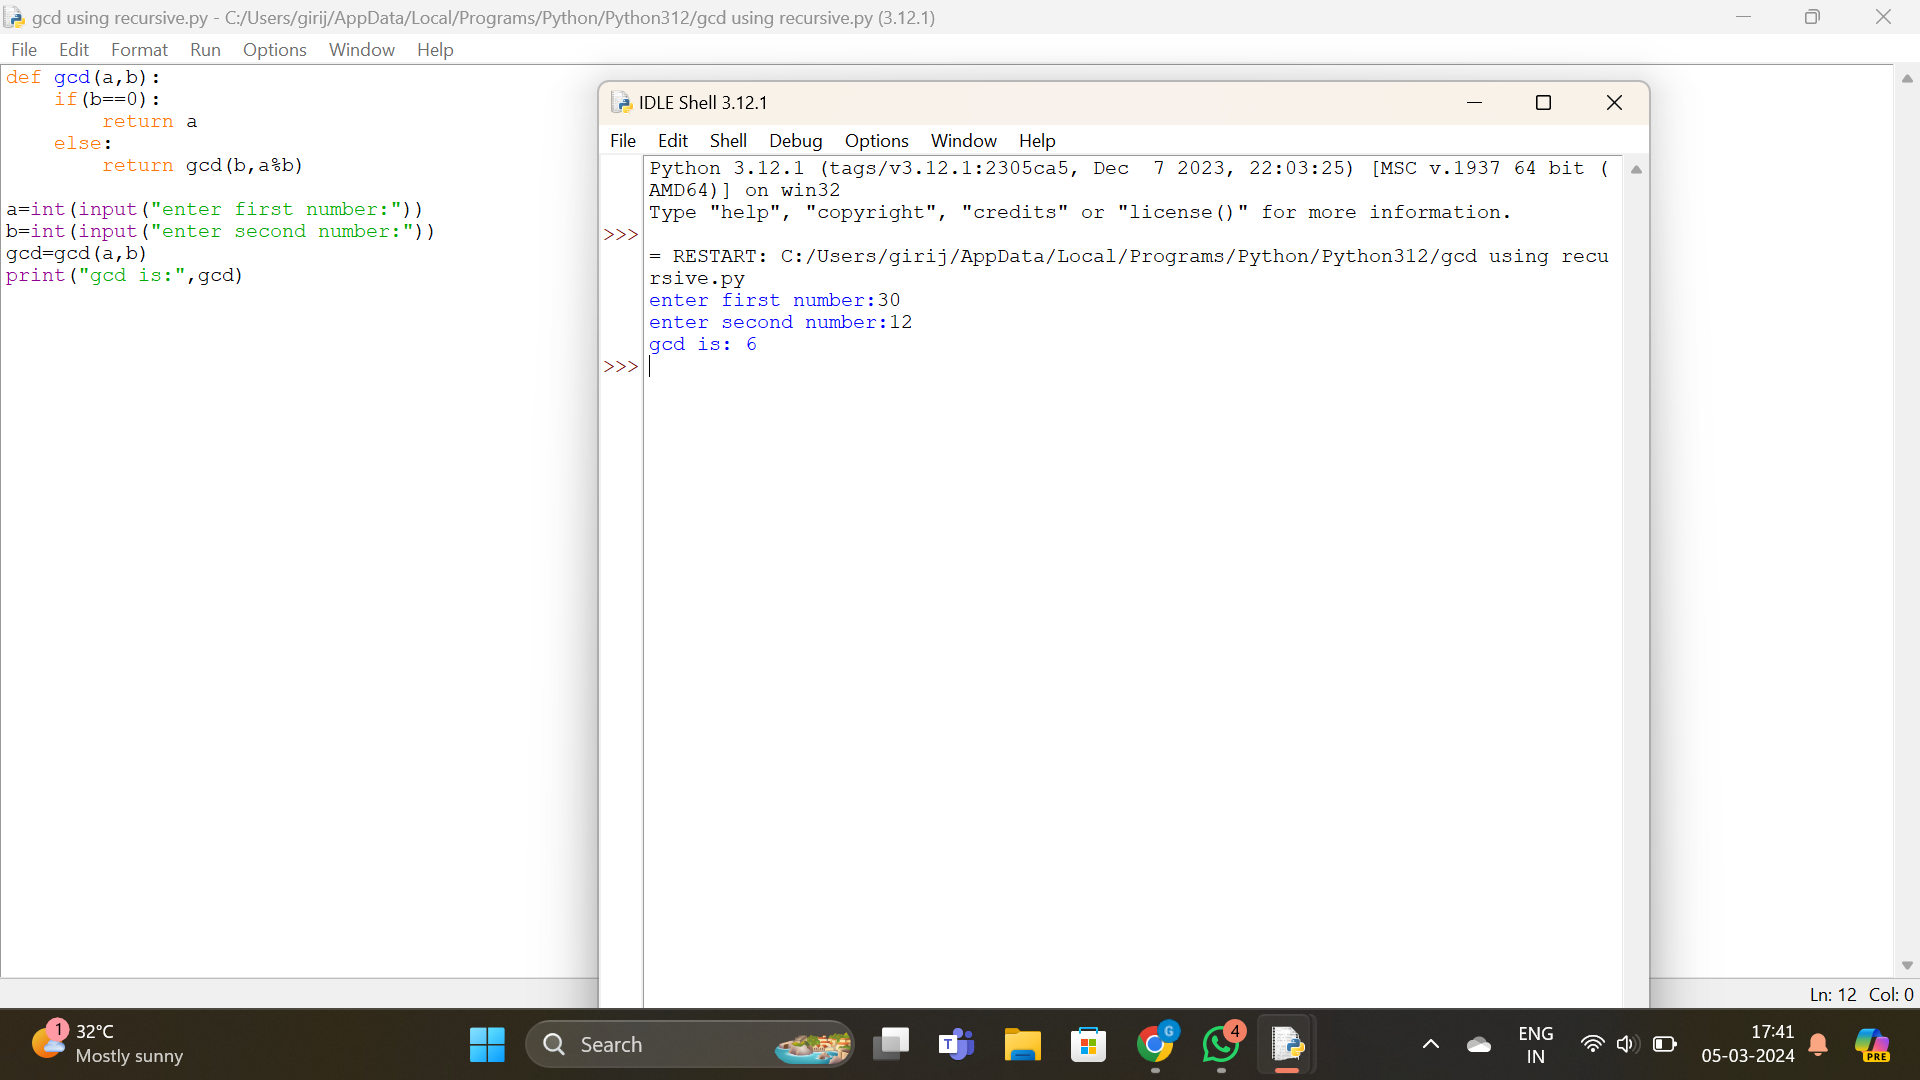 gcd using recursive.py - C:/Users/girij/AppData/Local/Programs/Python/Python312/gcd using recursive.py (3.12.1)
File Edit Format Run Options Window Help
def gcd(a,b):
    if(b==0):
        return a
    else:
        return gcd(b,a%b)
a=int(input("enter first number:"))
b=int(input("enter second number:"))
gcd=gcd(a,b)
print("gcd is:",gcd)
IDLE Shell 3.12.1
File Edit Shell Debug Options Window Help
Python 3.12.1 (tags/v3.12.1:2305ca5, Dec  7 2023, 22:03:25) [MSC v.1937 64 bit (
AMD64)] on win32
Type "help", "copyright", "credits" or "license()" for more information.
>>>
= RESTART: C:/Users/girij/AppData/Local/Programs/Python/Python312/gcd using recu
rsive.py
enter first number:30
enter second number:12
gcd is: 6
>>>
Ln: 12 Col: 0
1
32°C
Mostly sunny
Search
T
G
4
ENG
IN
17:41
05-03-2024
PRE